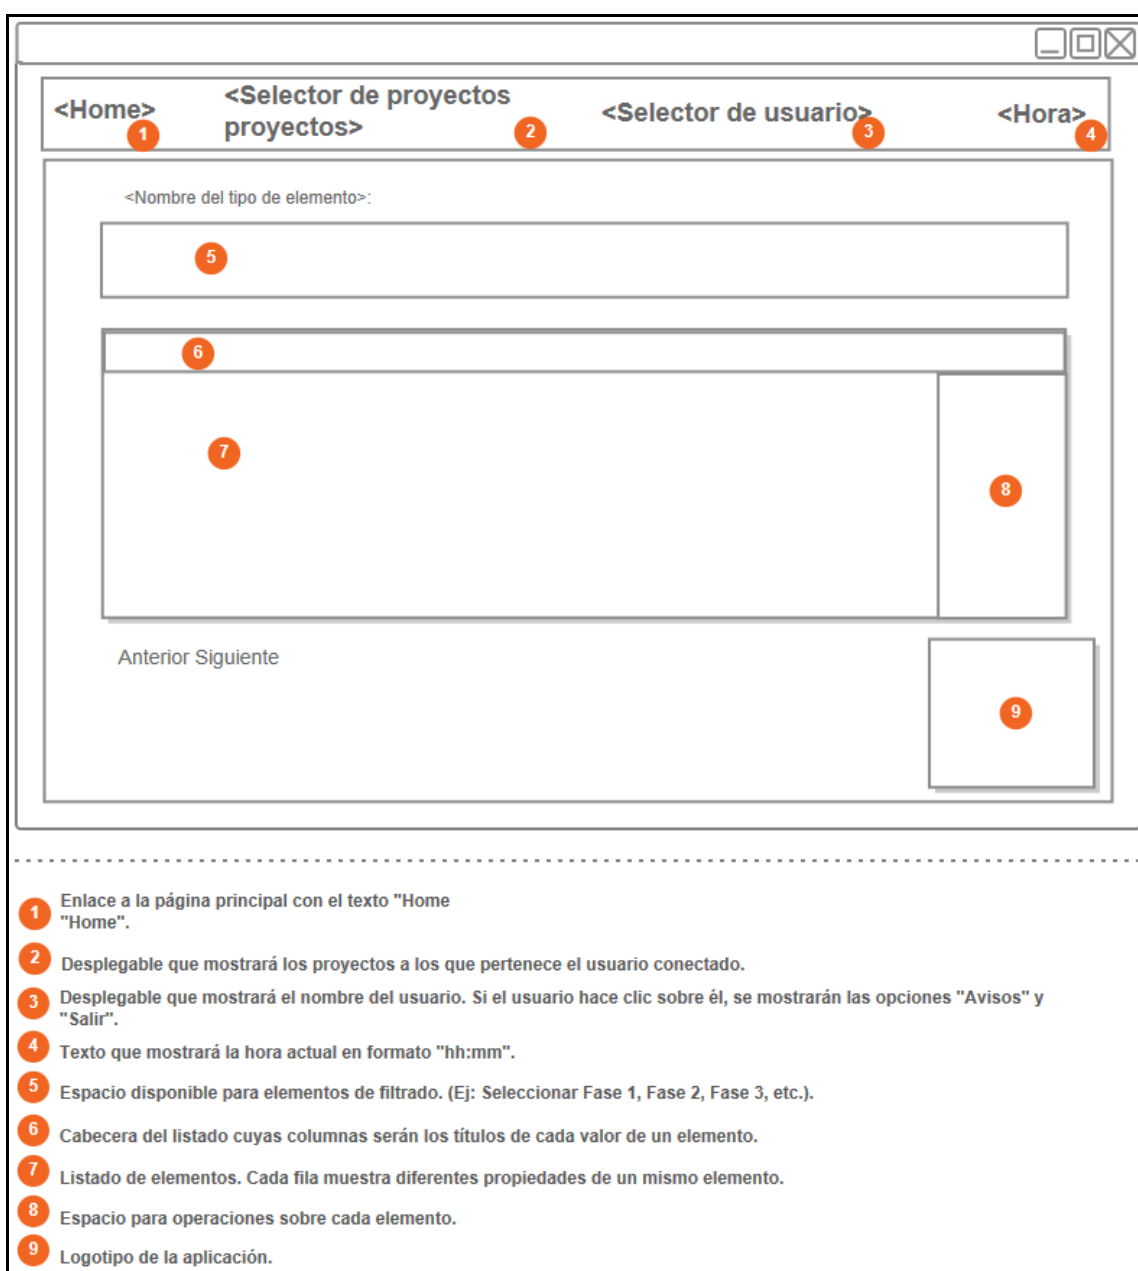 <Home>
<Selector de proyectos
proyectos>
<Selector de usuario>
<Hora>
1
2
3
4
<Nombre del tipo de elemento>:
5
6
7
8
Anterior Siguiente
9
1 Enlace a la página principal con el texto "Home
"Home".
2 Desplegable que mostrará los proyectos a los que pertenece el usuario conectado.
3 Desplegable que mostrará el nombre del usuario. Si el usuario hace clic sobre él, se mostrarán las opciones "Avisos" y
"Salir".
4 Texto que mostrará la hora actual en formato "hh:mm".
5 Espacio disponible para elementos de filtrado. (Ej: Seleccionar Fase 1, Fase 2, Fase 3, etc.).
6 Cabecera del listado cuyas columnas serán los títulos de cada valor de un elemento.
7 Listado de elementos. Cada fila muestra diferentes propiedades de un mismo elemento.
8 Espacio para operaciones sobre cada elemento.
9 Logotipo de la aplicación.